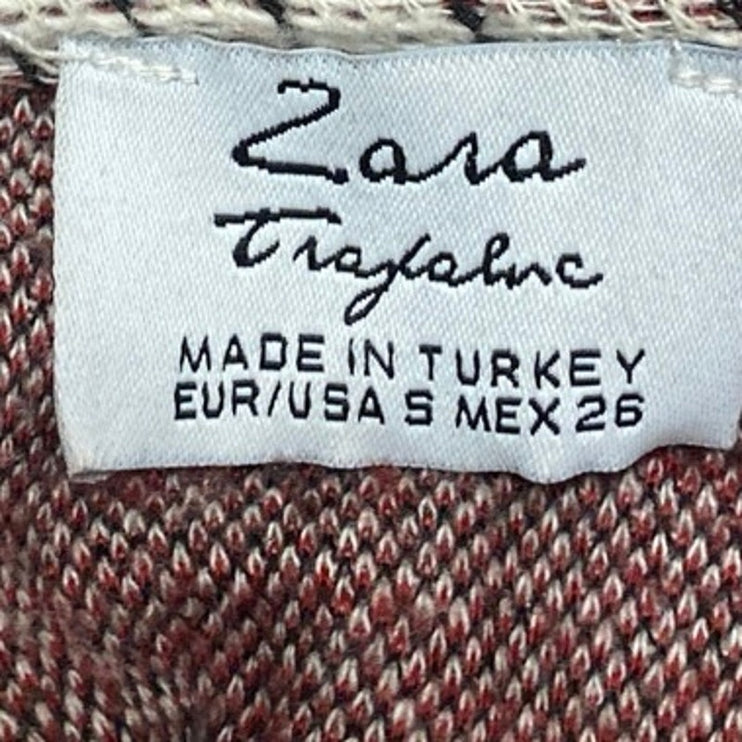 Zara
Trafaluc
MADE IN TURKEY
EUR/USA S MEX 26